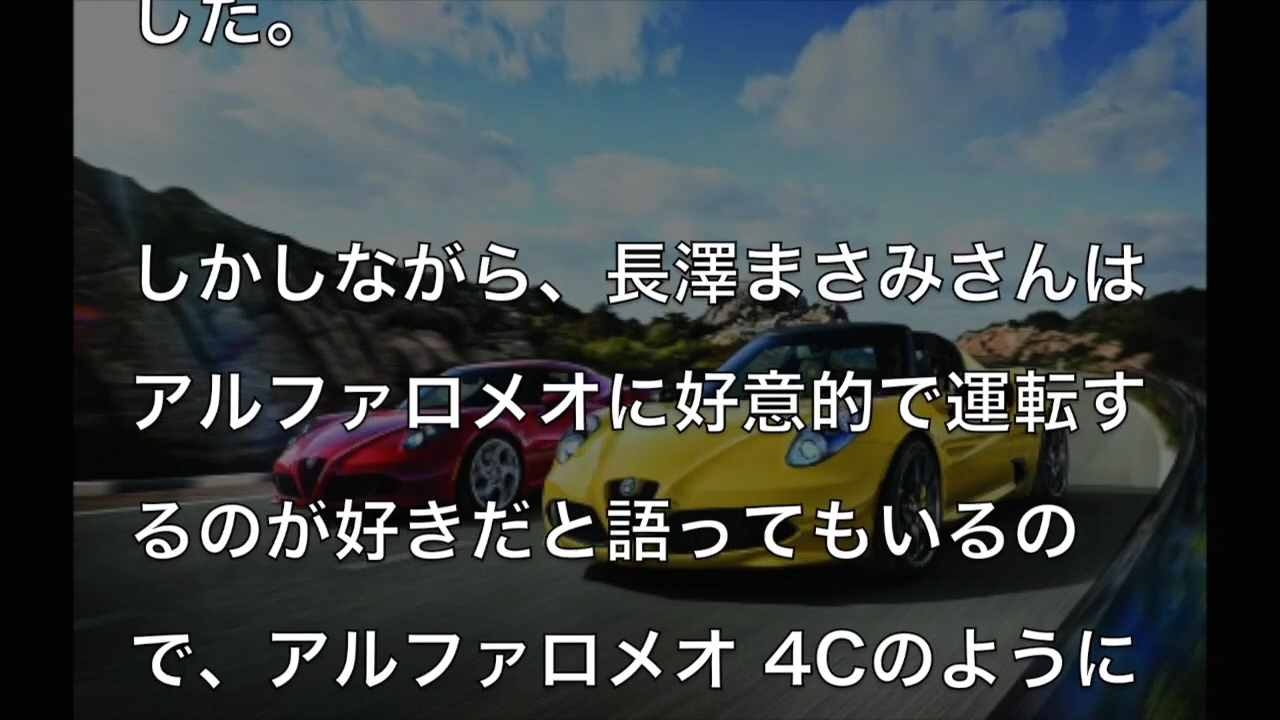 した。
しかしながら、長澤まさみさんは
アルファロメオに好意的で運転す
るのが好きだと語ってもいるの
で、アルファロメオ 4Cのように